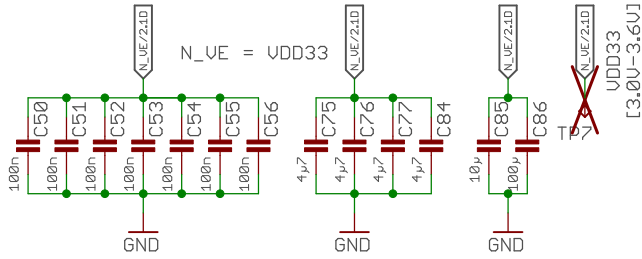 N_VE/2.1D
N_VE = VDD33
C50
100n
C51
100n
C52
100n
C53
100n
C54
100n
C55
100n
C56
100n
GND
N_VE/2.1D
C75
4µ7
C76
4µ7
C77
4µ7
C84
4µ7
GND
N_VE/2.1D
C85
10µ
C86
100µ
GND
N_VE/2.1D
TP7
VDD33
[3.0V-3.6V]